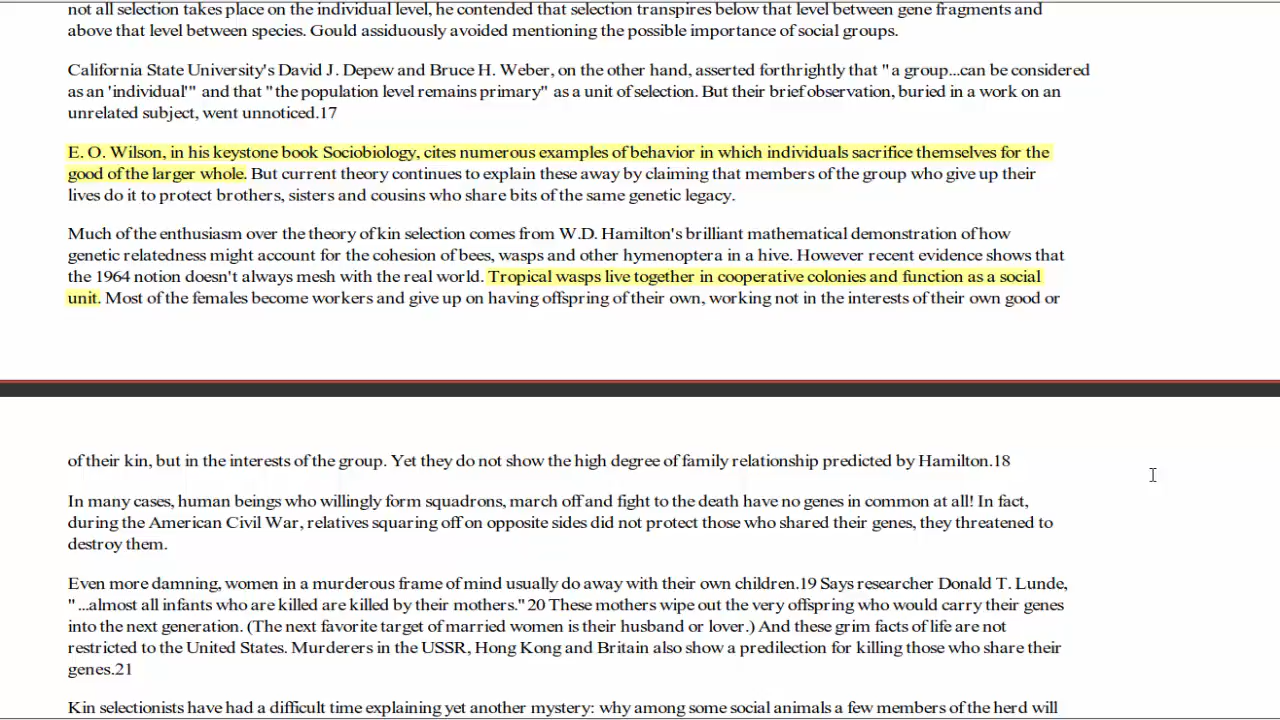 not all selection takes place on the individual level, he contended that selection transpires below that level between gene fragments and
above that level between species. Gould assiduously avoided mentioning the possible importance of social groups.
California State University's David J. Depew and Bruce H. Weber, on the other hand, asserted forthrightly that "a group...can be considered
as an 'individual'" and that "the population level remains primary" as a unit of selection. But their brief observation, buried in a work on an
unrelated subject, went unnoticed.17
E. O. Wilson, in his keystone book Sociobiology, cites numerous examples of behavior in which individuals sacrifice themselves for the
good of the larger whole. But current theory continues to explain these away by claiming that members of the group who give up their
lives do it to protect brothers, sisters and cousins who share bits of the same genetic legacy.
Much of the enthusiasm over the theory of kin selection comes from W.D. Hamilton's brilliant mathematical demonstration of how
genetic relatedness might account for the cohesion of bees, wasps and other hymenoptera in a hive. However recent evidence shows that
the 1964 notion doesn't always mesh with the real world. Tropical wasps live together in cooperative colonies and function as a social
unit. Most of the females become workers and give up on having offspring of their own, working not in the interests of their own good or
of their kin, but in the interests of the group. Yet they do not show the high degree of family relationship predicted by Hamilton.18
In many cases, human beings who willingly form squadrons, march off and fight to the death have no genes in common at all! In fact,
during the American Civil War, relatives squaring off on opposite sides did not protect those who shared their genes, they threatened to
destroy them.
Even more damning, women in a murderous frame of mind usually do away with their own children.19 Says researcher Donald T. Lunde,
"...almost all infants who are killed are killed by their mothers."20 These mothers wipe out the very offspring who would carry their genes
into the next generation. (The next favorite target of married women is their husband or lover.) And these grim facts of life are not
restricted to the United States. Murderers in the USSR, Hong Kong and Britain also show a predilection for killing those who share their
genes.21
Kin selectionists have had a difficult time explaining yet another mystery: why among some social animals a few members of the herd will